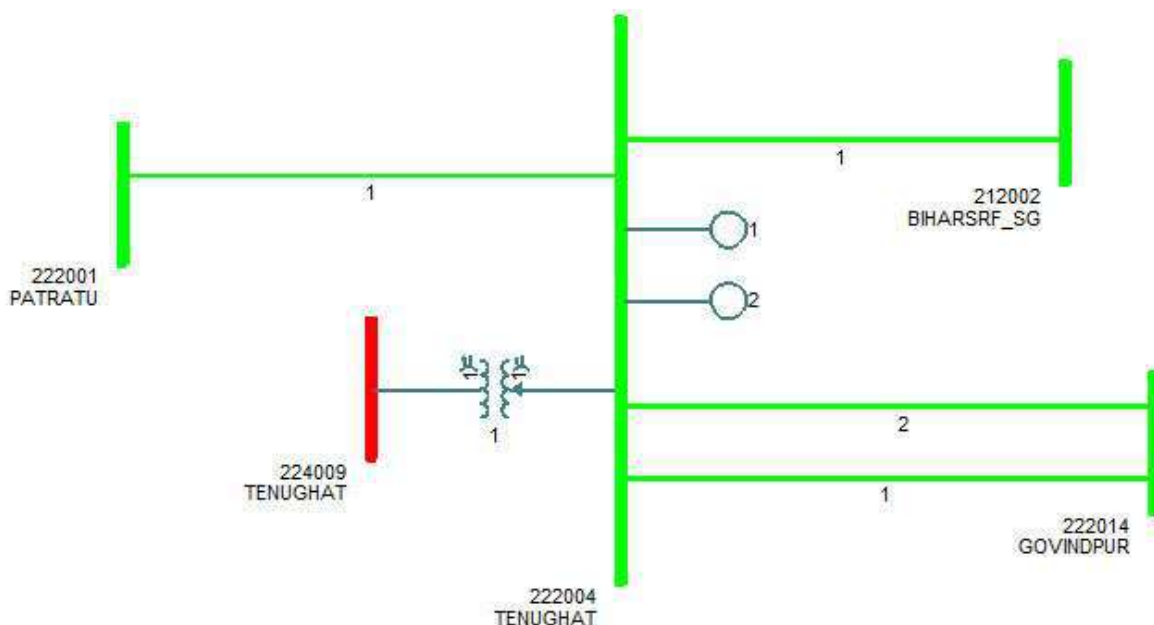 1
212002
BIHARSRF_SG
1
222001
PATRATU
1
2
1
1
1
224009
TENUGHAT
2
1
222014
GOVINDPUR
222004
TENUGHAT